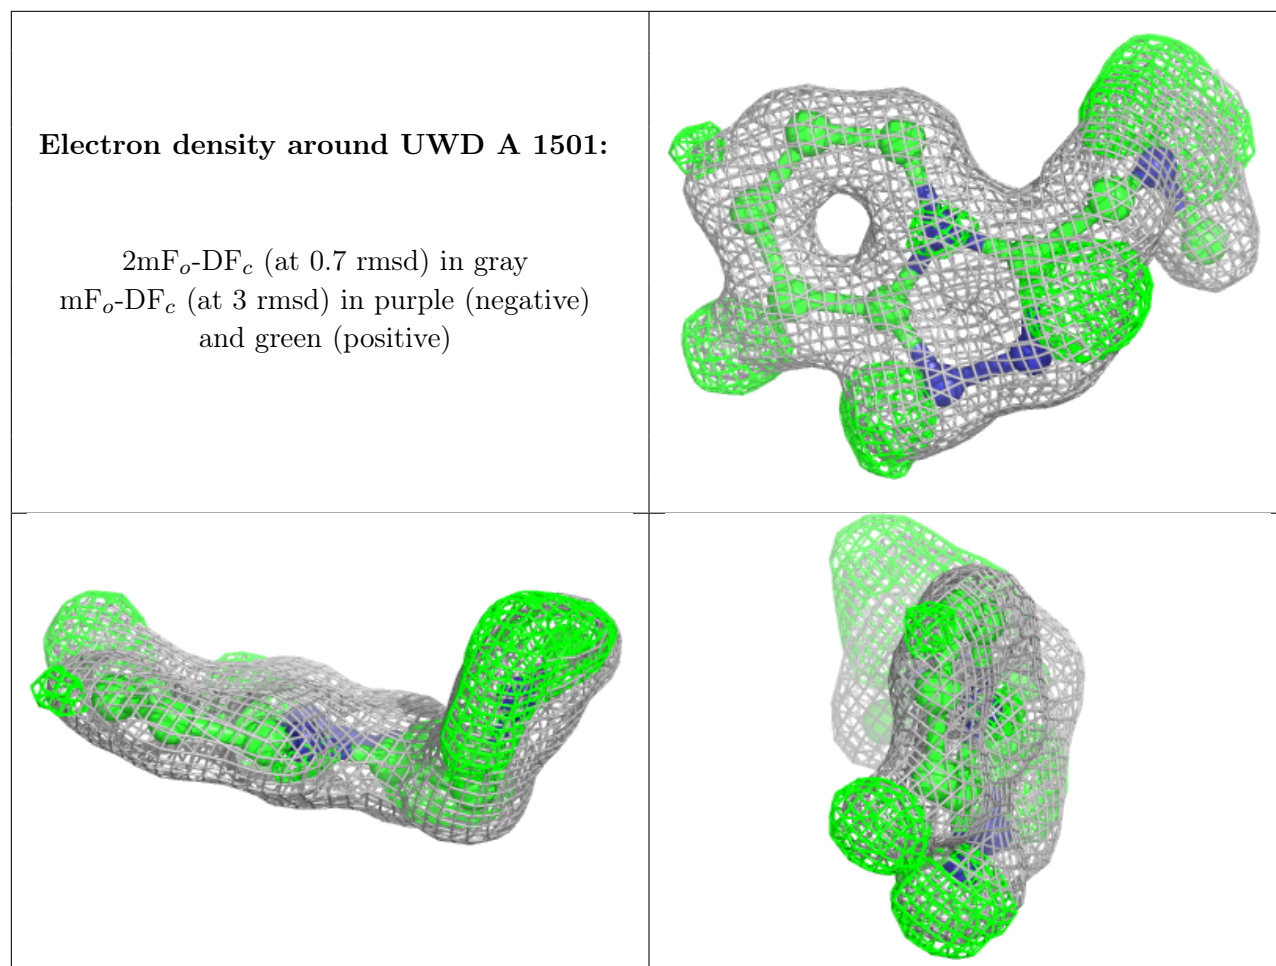 Electron density around UWD A 1501:
2mFo-DFc (at 0.7 rmsd) in gray
mFo-DFc (at 3 rmsd) in purple (negative)
and green (positive)